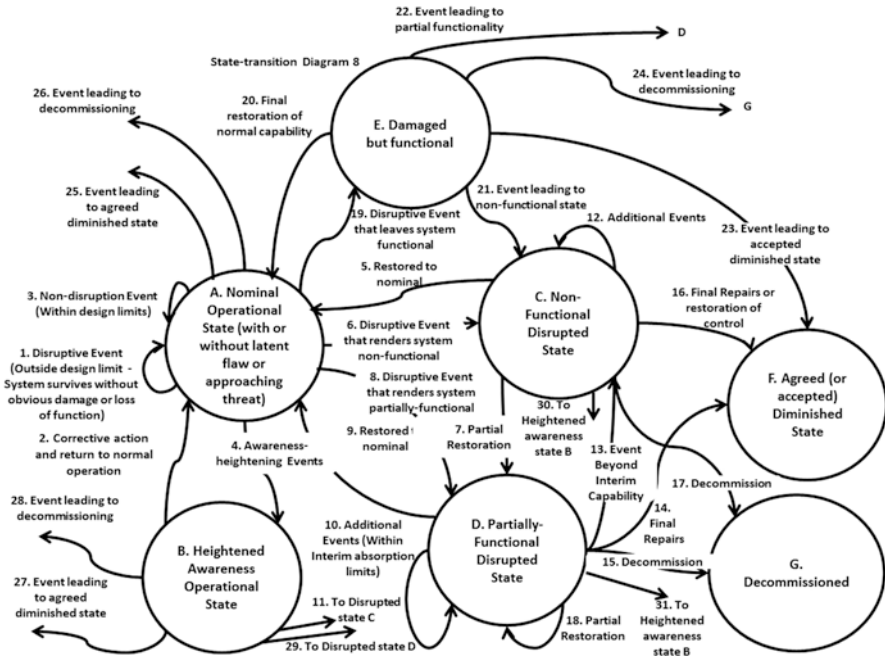 22. Event leading to
partial functionality
D
State-transition Diagram 8
24. Event leading to
decommissioning
G
26. Event leading to
decommissioning
20. Final
restoration of
normal capability
E. Damaged
but functional
25. Event leading
to agreed
diminished state
21. Event leading to
non-functional state
19. Disruptive Event
that leaves system
functional
12. Additional Events
23. Event leading to
accepted
diminished state
5. Restored to
nominal
3. Non-disruption Event
(Within design limits)
A. Nominal
Operational
State (with or
without latent
flaw or
approaching
threat)
C. Non-
Functional
Disrupted
State
16. Final Repairs or
restoration of
control
6. Disruptive Event
that renders system
non-functional
1. Disruptive Event
(Outside design limit -
System survives without
obvious damage or loss
of function)
8. Disruptive Event
that renders system
partially-functional
F. Agreed (or
accepted)
Diminished
State
30. To
Heightened
awareness
state B
2. Corrective action
and return to normal
operation
4. Awareness-
heightening Events
9. Restored
nominal
7. Partial
Restoration
13. Event
Beyond
Interim
Capability
17. Decommission
28. Event leading to
decommissioning
14.
Final
Repairs
10. Additional
Events (Within
Interim absorption
limits)
D. Partially-
Functional
Disrupted
State
B. Heightened
Awareness
Operational
State
15. Decommission
G.
Decommissioned
27. Event leading to
agreed
diminished state
11. To Disrupted
state C
29. To Disrupted state D
18. Partial
Restoration
31. To
Heightened
awareness
state B